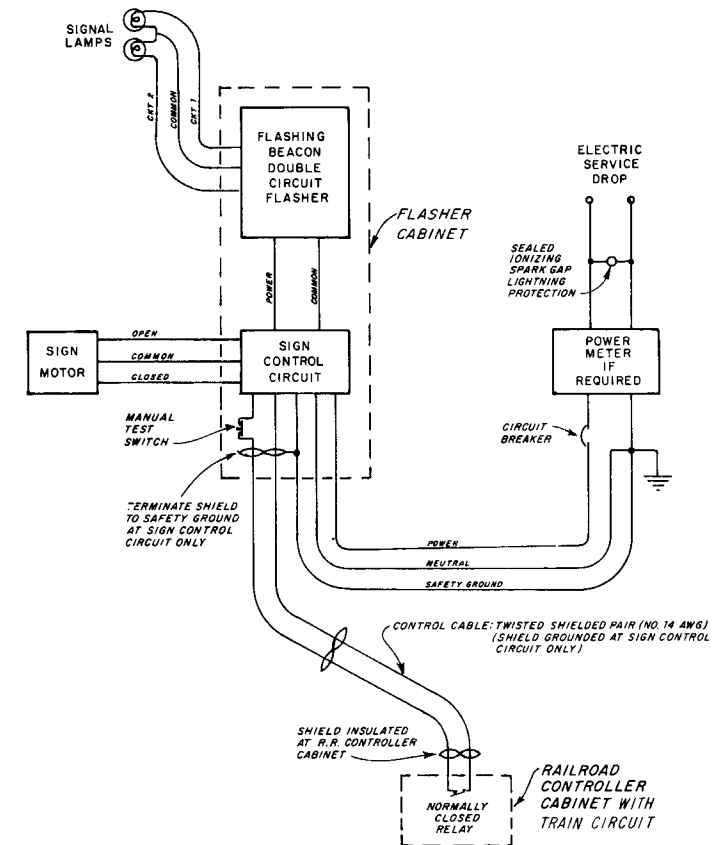 SIGNAL
LAMPS
CKT 2
COMMON
CKT 1
FLASHING
BEACON
DOUBLE
CIRCUIT
FLASHER
FLASHER
CABINET
ELECTRIC
SERVICE
DROP
SEALED
IONIZING
SPARK GAP
LIGHTNING
PROTECTION
POWER
COMMON
SIGN
MOTOR
OPEN
COMMON
CLOSED
SIGN
CONTROL
CIRCUIT
POWER
METER
IF
REQUIRED
MANUAL
TEST
SWITCH
CIRCUIT
BREAKER
TERMINATE SHIELD
TO SAFETY GROUND
AT SIGN CONTROL
CIRCUIT ONLY
POWER
NEUTRAL
SAFETY GROUND
CONTROL CABLE: TWISTED SHIELDED PAIR (NO. 14 AWG)
(SHIELD GROUNDED AT SIGN CONTROL
CIRCUIT ONLY)
SHIELD INSULATED
AT R.R. CONTROLLER
CABINET
NORMALLY
CLOSED
RELAY
RAILROAD
CONTROLLER
CABINET WITH
TRAIN CIRCUIT